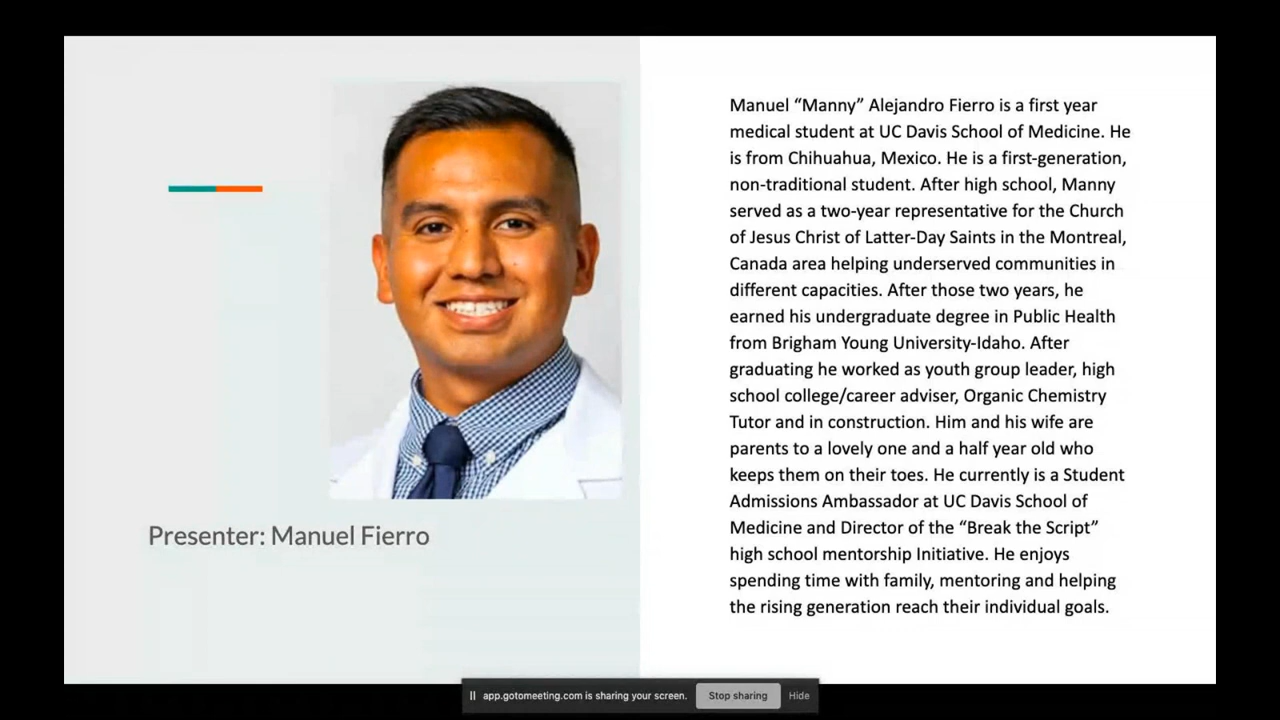 Presenter: Manuel Fierro
Manuel “Manny” Alejandro Fierro is a first year
medical student at UC Davis School of Medicine. He
is from Chihuahua, Mexico. He is a first-generation,
non-traditional student. After high school, Manny
served as a two-year representative for the Church
of Jesus Christ of Latter-Day Saints in the Montreal,
Canada area helping underserved communities in
different capacities. After those two years, he
earned his undergraduate degree in Public Health
from Brigham Young University-Idaho. After
graduating he worked as youth group leader, high
school college/career adviser, Organic Chemistry
Tutor and in construction. Him and his wife are
parents to a lovely one and a half year old who
keeps them on their toes. He currently is a Student
Admissions Ambassador at UC Davis School of
Medicine and Director of the “Break the Script”
high school mentorship Initiative. He enjoys
spending time with family, mentoring and helping
the rising generation reach their individual goals.
app.gotomeeting.com is sharing your screen. Stop sharing Hide